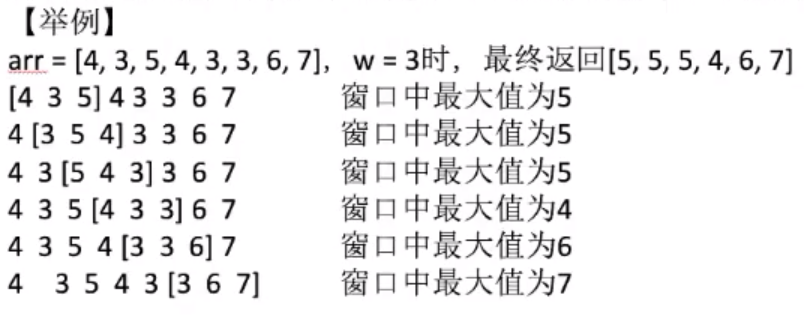 【举例】
arr = [4, 3, 5, 4, 3, 3, 6, 7]， w = 3时， 最终返回[5, 5, 5, 4, 6, 7]
[4 3 5] 4 3 3 6 7 窗口中最大值为5
4 [3 5 4] 3 3 6 7 窗口中最大值为5
4 3 [5 4 3] 3 6 7 窗口中最大值为5
4 3 5 [4 3 3] 6 7 窗口中最大值为4
4 3 5 4 [3 3 6] 7 窗口中最大值为6
4 3 5 4 3 [3 6 7] 窗口中最大值为7